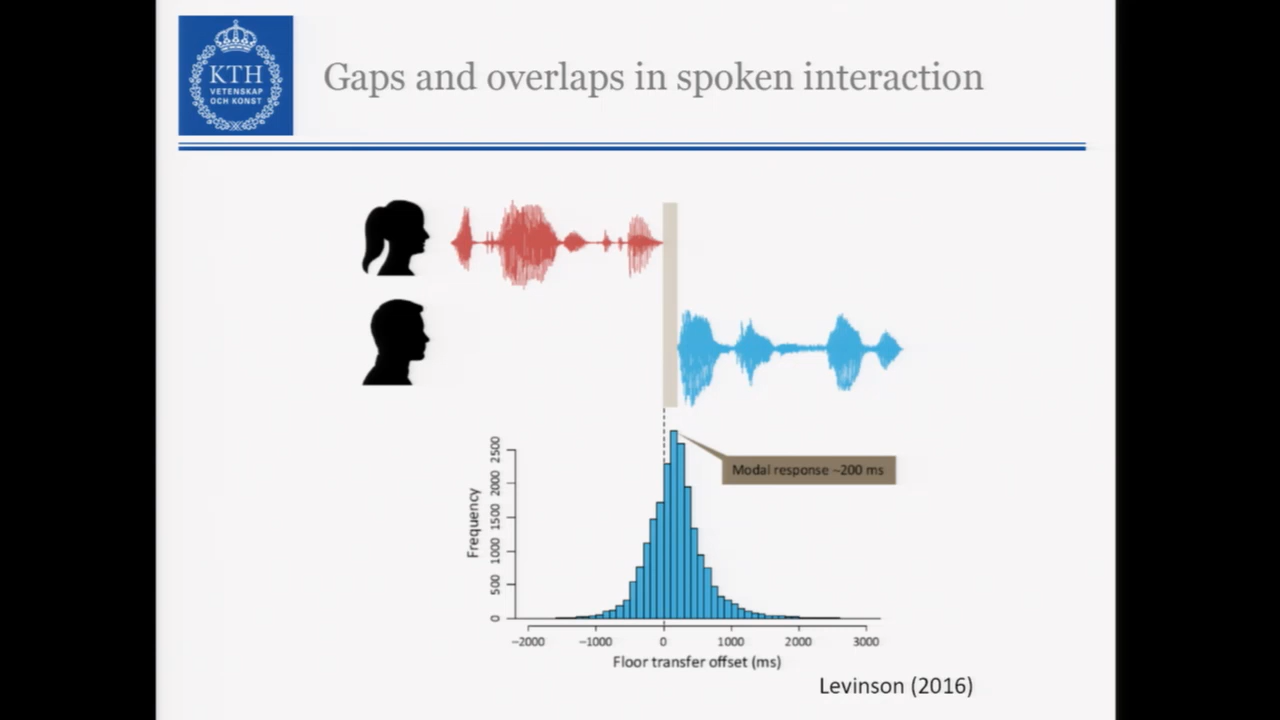 KTH
VETENSKAP
OCH KONST
Gaps and overlaps in spoken interaction
Modal response ~200 ms
Frequency
2500
2000
1500
1000
500
0
−2000 −1000 0 1000 2000 3000
Floor transfer offset (ms)
Levinson (2016)